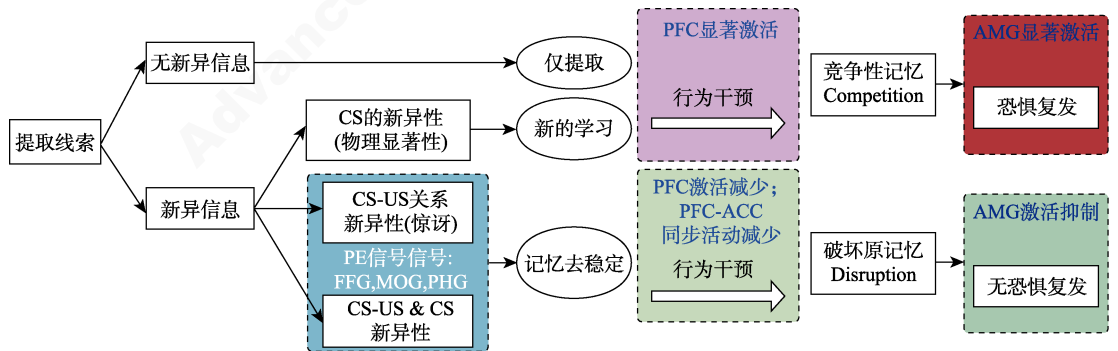 提取线索
无新异信息
新异信息
CS的新异性
(物理显著性)
CS-US关系
新异性(惊讶)
PE信号信号:
FFG,MOG,PHG
CS-US & CS
新异性
仅提取
新的学习
记忆去稳定
PFC显著激活
行为干预
PFC激活减少；
PFC-ACC
同步活动减少
行为干预
竞争性记忆
Competition
破坏原记忆
Disruption
AMG显著激活
恐惧复发
AMG激活抑制
无恐惧复发